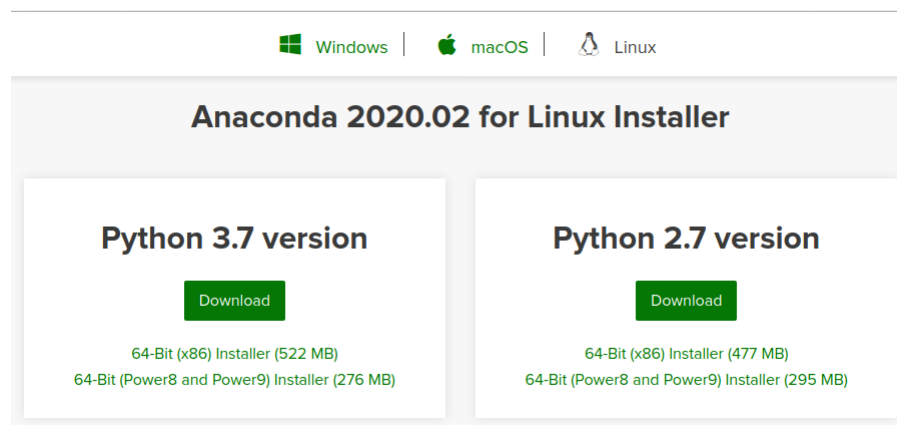 Windows | macOS | Linux
Anaconda 2020.02 for Linux Installer
Python 3.7 version
Download
64-Bit (x86) Installer (522 MB)
64-Bit (Power8 and Power9) Installer (276 MB)
Python 2.7 version
Download
64-Bit (x86) Installer (477 MB)
64-Bit (Power8 and Power9) Installer (295 MB)